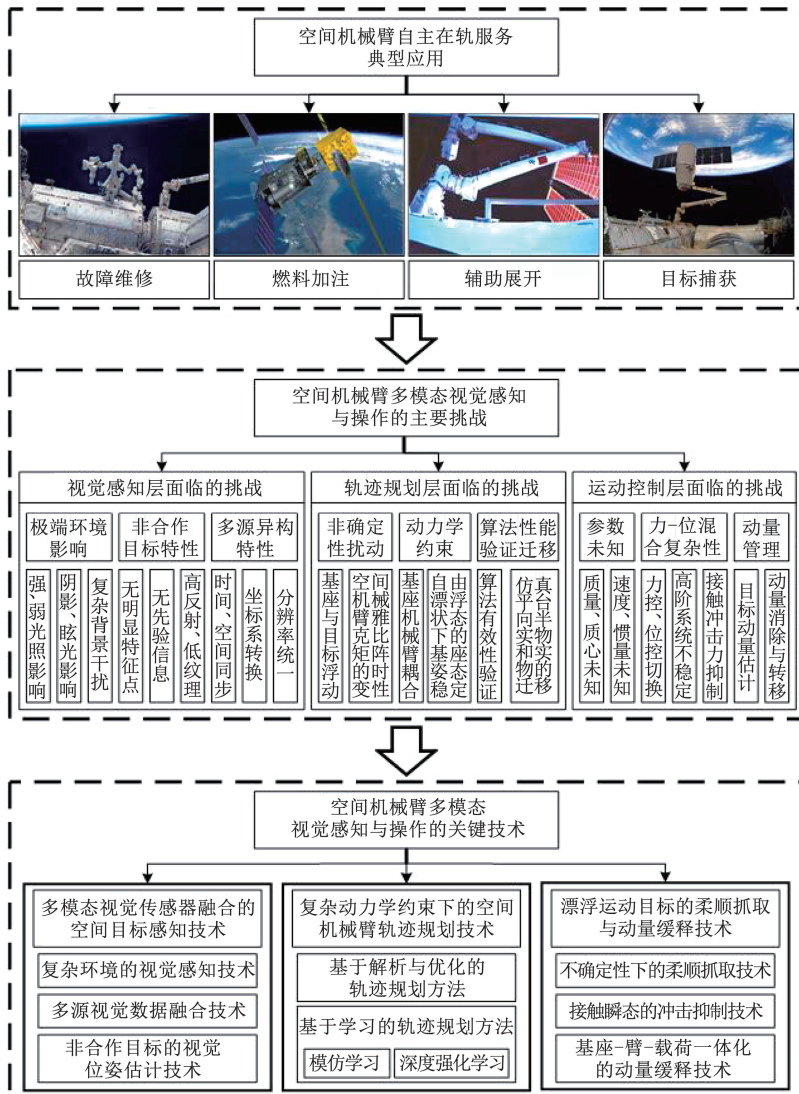 空间机械臂自主在轨服务
典型应用
故障维修
燃料加注
辅助展开
目标捕获
空间机械臂多模态视觉感知
与操作的主要挑战
视觉感知层面临的挑战
轨迹规划层面临的挑战
运动控制层面临的挑战
极端环境
影响
非合作
目标特性
多源异构
特性
非确定
性扰动
动力学
约束
算法性能
验证迁移
参数
未知
力-位混
合复杂性
动量
管理
强、弱光照影响
阴影、眩光影响
复杂背景干扰
无明显特征点
无先验信息
高反射、低纹理
时间、空间同步
坐标系转换
分辨率统一
基座与目标浮动
空间机械臂雅克比矩阵的时变性
基座机械臂耦合
自由漂浮状态下的基座姿态稳定
算法有效性验证
仿真平台向半实物和实物的迁移
质量、质心未知
速度、惯量未知
力控、位控切换
高阶系统不稳定
接触冲击力抑制
目标动量估计
动量消除与转移
空间机械臂多模态
视觉感知与操作的关键技术
多模态视觉传感器融合的
空间目标感知技术
复杂环境的视觉感知技术
多源视觉数据融合技术
非合作目标的视觉
位姿估计技术
复杂动力学约束下的空间
机械臂轨迹规划技术
基于解析与优化的
轨迹规划方法
基于学习的轨迹规划方法
模仿学习
深度强化学习
漂浮运动目标的柔顺抓取
与动量缓释技术
不确定性下的柔顺抓取技术
接触瞬态的冲击抑制技术
基座-臂-载荷一体化
的动量缓释技术